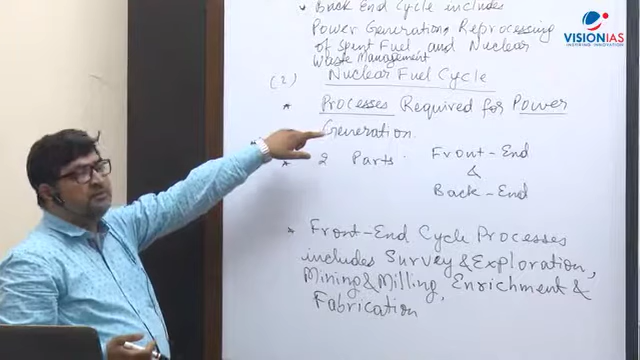 • Back End Cycle includes
Power Generation, Reprocessing
of Spent Fuel and Nuclear
Waste Management
(2) Nuclear Fuel Cycle
* Processes Required for Power
Generation.
* 2 Parts. Front-End
&
Back-End
* Front-End Cycle Processes
includes Survey & Exploration,
Mining & Milling, Enrichment &
Fabrication
VISIONIAS
INSPIRING INNOVATION